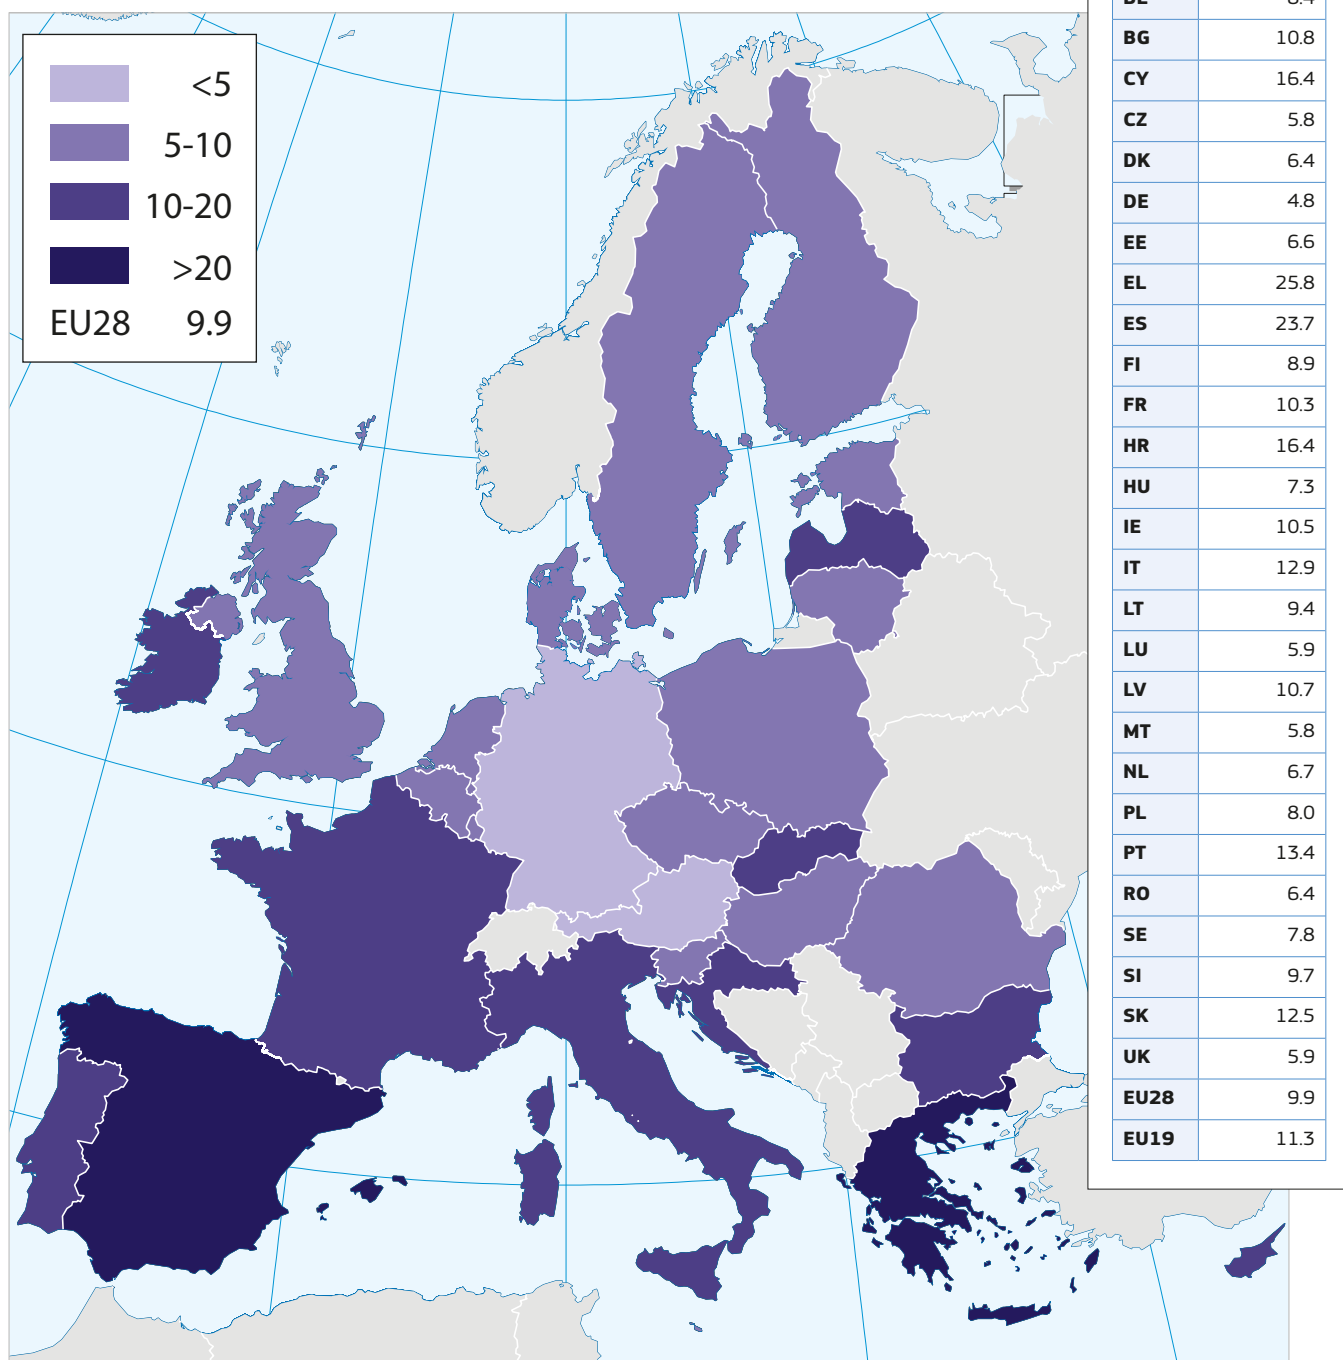 <5
5-10
10-20
>20
EU28 9.9
BE 8.4
BG 10.8
CY 16.4
CZ 5.8
DK 6.4
DE 4.8
EE 6.6
EL 25.8
ES 23.7
FI 8.9
FR 10.3
HR 16.4
HU 7.3
IE 10.5
IT 12.9
LT 9.4
LU 5.9
LV 10.7
MT 5.8
NL 6.7
PL 8.0
PT 13.4
RO 6.4
SE 7.8
SI 9.7
SK 12.5
UK 5.9
EU28 9.9
EU19 11.3